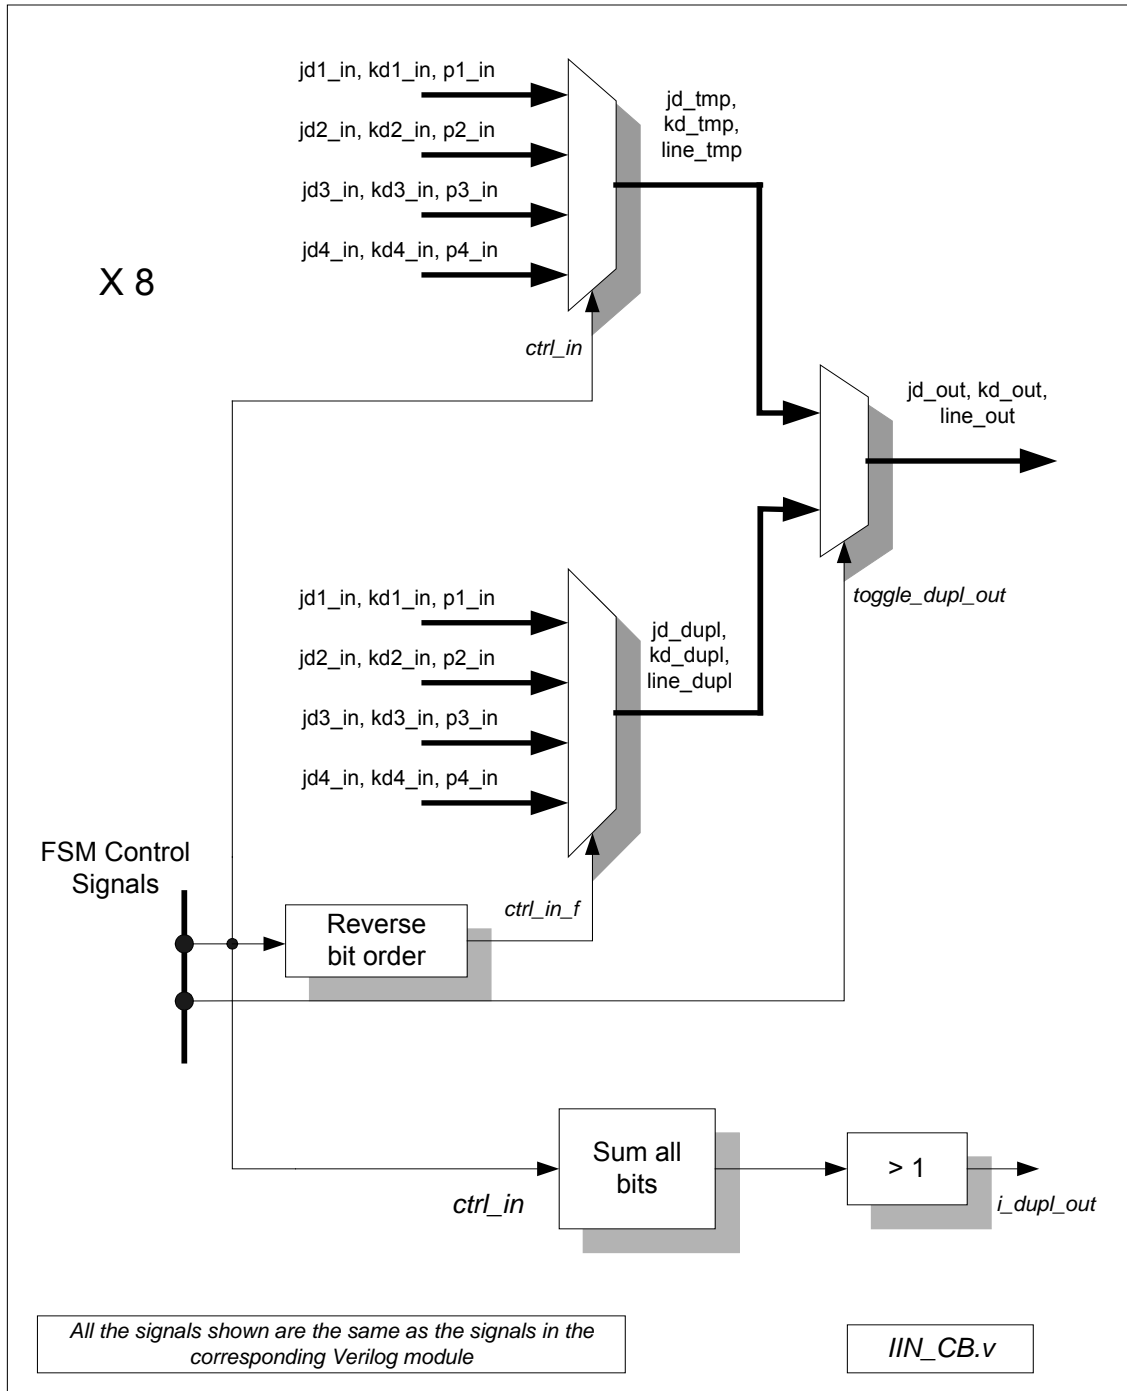 jd1_in, kd1_in, p1_in
jd2_in, kd2_in, p2_in
jd3_in, kd3_in, p3_in
jd4_in, kd4_in, p4_in
X 8
ctrl_in
jd_tmp,
kd_tmp,
line_tmp
jd_out, kd_out,
line_out
toggle_dupl_out
jd1_in, kd1_in, p1_in
jd2_in, kd2_in, p2_in
jd3_in, kd3_in, p3_in
jd4_in, kd4_in, p4_in
jd_dupl,
kd_dupl,
line_dupl
FSM Control
Signals
Reverse
bit order
ctrl_in_f
ctrl_in
Sum all
bits
> 1
i_dupl_out
All the signals shown are the same as the signals in the
corresponding Verilog module
IIN_CB.v